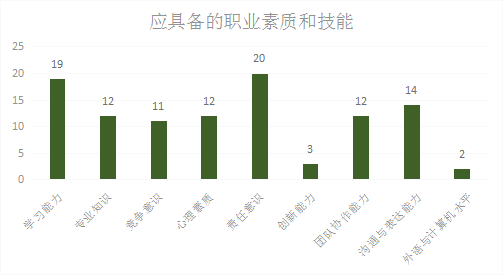 应具备的职业素质和技能
25
20
15
10
5
0
19
12
11
12
20
3
12
14
2
学习能力
专业知识
竞争意识
心理素质
责任意识
创新能力
团队协作能力
沟通与表达能力
外语与计算机水平